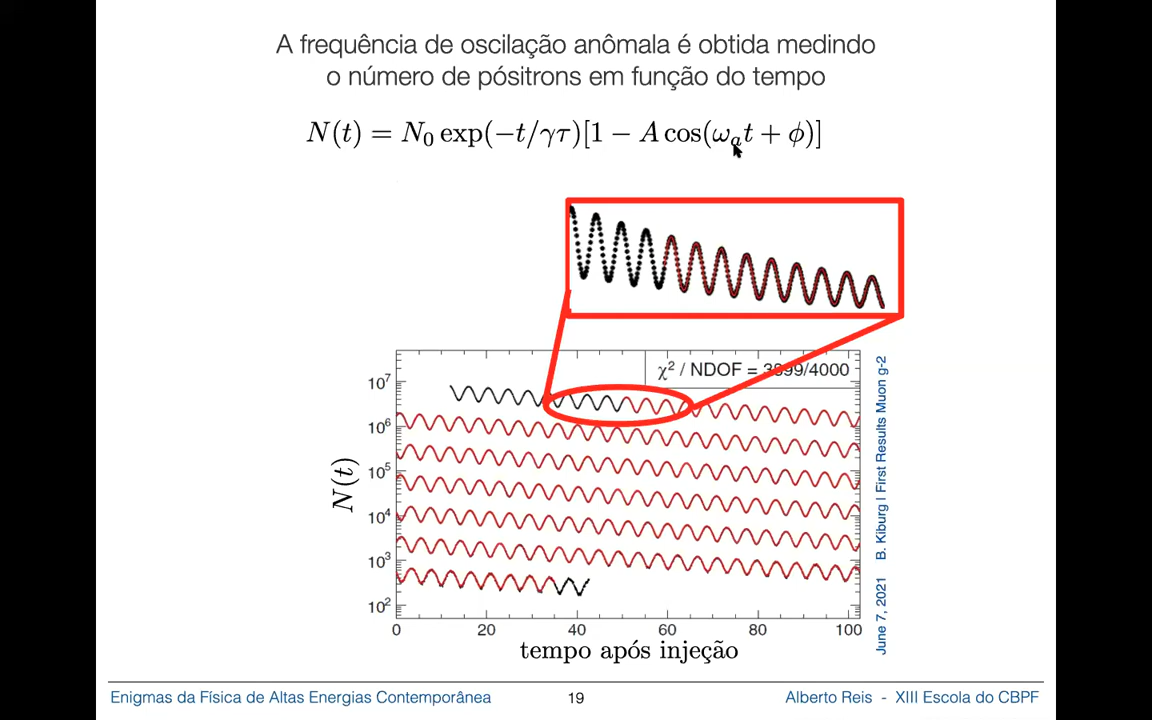 A frequência de oscilação anômala é obtida medindo
o número de pósitrons em função do tempo
N(t) = N₀ exp(−t/γτ)[1 − A cos(ωₐt + ϕ)]
χ² / NDOF = 3999/4000
10⁷
10⁶
10⁵
10⁴
10³
10²
N(t)
0 20 40 60 80 100
tempo após injeção
June 7, 2021 B. Kiburg | First Results Muon g-2
Enigmas da Física de Altas Energias Contemporânea 19 Alberto Reis - XIII Escola do CBPF